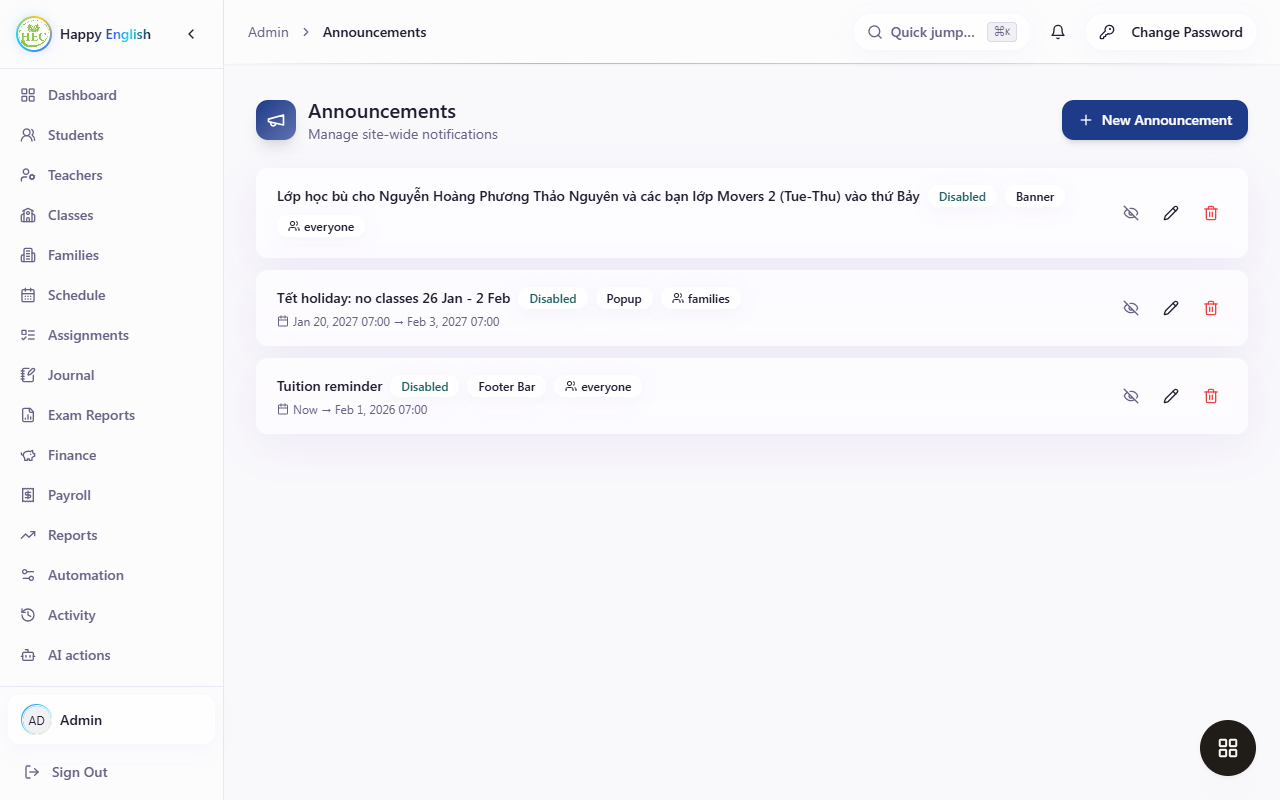 HEC
Happy English
Admin
Announcements
Quick jump...
⌘K
Change Password
Dashboard
Students
Teachers
Classes
Families
Schedule
Assignments
Journal
Exam Reports
Finance
Payroll
Reports
Automation
Activity
AI actions
AD Admin
Sign Out
Announcements
Manage site-wide notifications
New Announcement
Lớp học bù cho Nguyễn Hoàng Phương Thảo Nguyên và các bạn lớp Movers 2 (Tue-Thu) vào thứ Bảy Disabled Banner
everyone
Tết holiday: no classes 26 Jan - 2 Feb Disabled Popup families
Jan 20, 2027 07:00 → Feb 3, 2027 07:00
Tuition reminder Disabled Footer Bar everyone
Now → Feb 1, 2026 07:00